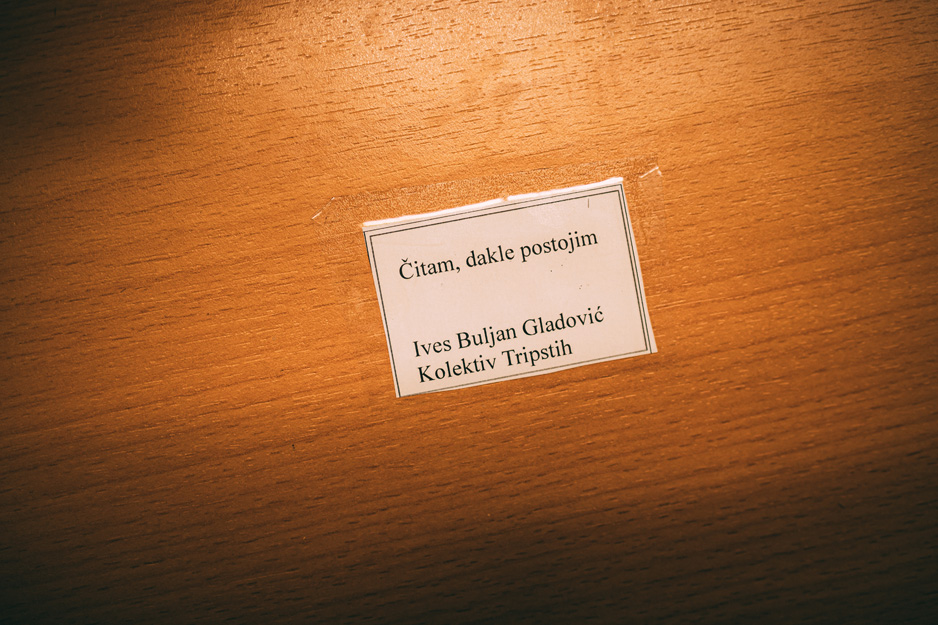 Čitam, dakle postojim
Ives Buljan Gladović
Kolektiv Tripstih